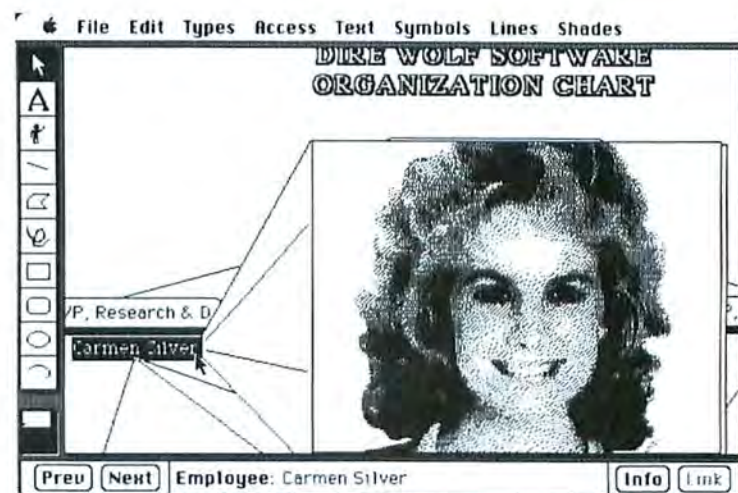 File Edit Types Access Text Symbols Lines Shades
DIRE WOLF SOFTWARE
ORGANIZATION CHART
A
/P, Research & D
Carmen Silver
P,
Prev Next Employee: Carmen Silver Info Link